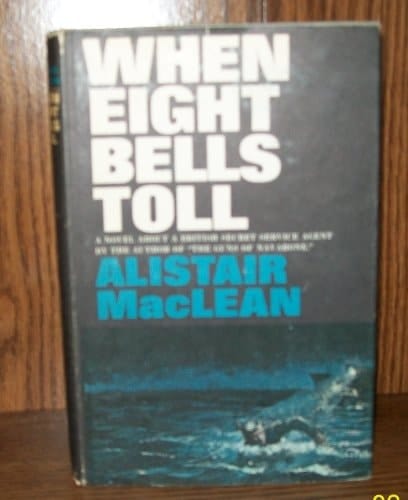 WHEN
EIGHT
BELLS
TOLL
A NOVEL ABOUT A BRITISH SECRET SERVICE AGENT
BY THE AUTHOR OF "THE GUNS OF NAVARONE."
ALISTAIR
MacLEAN